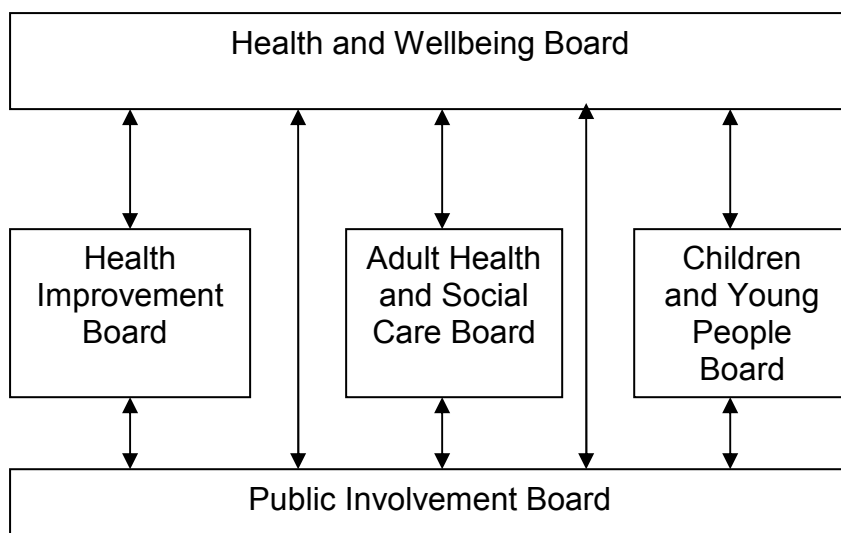 Health and Wellbeing Board
Health
Improvement
Board
Adult Health
and Social
Care Board
Children
and Young
People
Board
Public Involvement Board